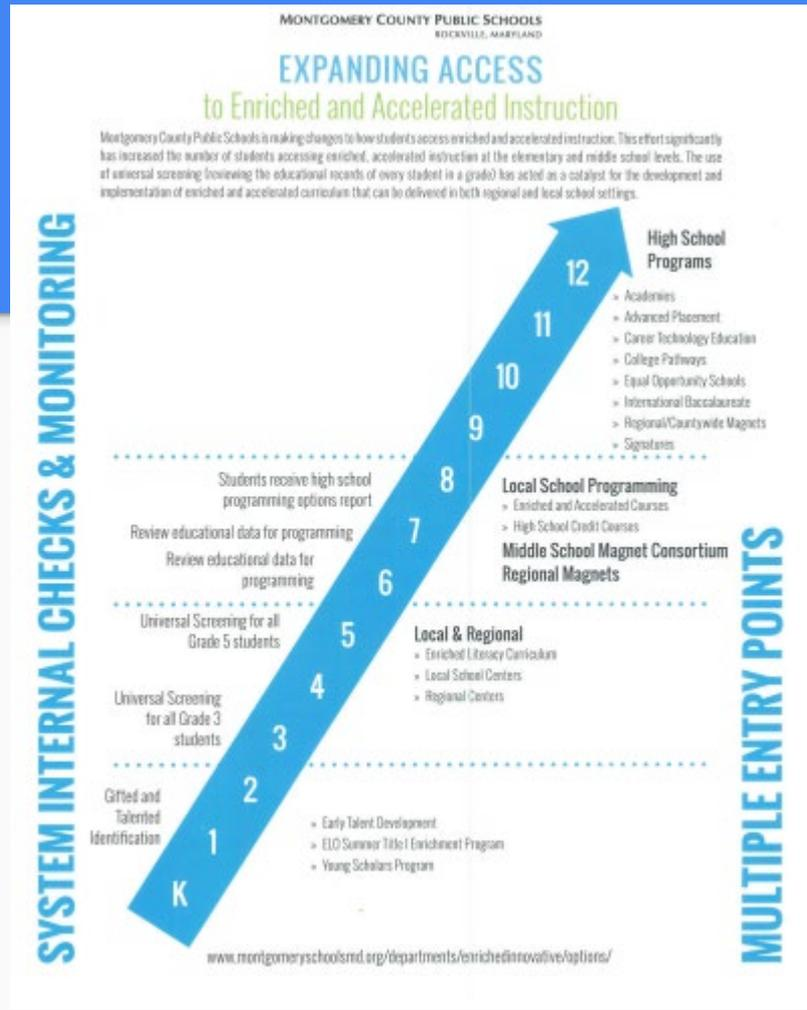 MONTGOMERY COUNTY PUBLIC SCHOOLS
ROCKVILLE, MARYLAND
EXPANDING ACCESS
to Enriched and Accelerated Instruction
Montgomery County Public Schools is making changes to how students access enriched and accelerated instruction. This effort significantly
has increased the number of students accessing enriched, accelerated instruction at the elementary and middle school levels. The use
of universal screening (reviewing the educational records of every student in a grade) has acted as a catalyst for the development and
implementation of enriched and accelerated curriculum that can be delivered in both regional and local school settings.
SYSTEM INTERNAL CHECKS & MONITORING
High School
Programs
» Academies
» Advanced Placement
» Career Technology Education
» College Pathways
» Equal Opportunity Schools
» International Baccalaureate
» Regional/Countywide Magnets
» Signatures
12
11
10
9
8
7
6
5
4
3
2
1
K
Students receive high school
programming options report
Review educational data for programming
Review educational data for
programming
Local School Programming
» Enriched and Accelerated Courses
» High School Credit Courses
Middle School Magnet Consortium
Regional Magnets
Universal Screening for all
Grade 5 students
Universal Screening
for all Grade 3
students
Local & Regional
» Enriched Literacy Curriculum
» Local School Centers
» Regional Centers
Gifted and
Talented
Identification
» Early Talent Development
» ELO Summer Title I Enrichment Program
» Young Scholars Program
MULTIPLE ENTRY POINTS
www.montgomeryschoolsmd.org/departments/enrichedinnovative/options/